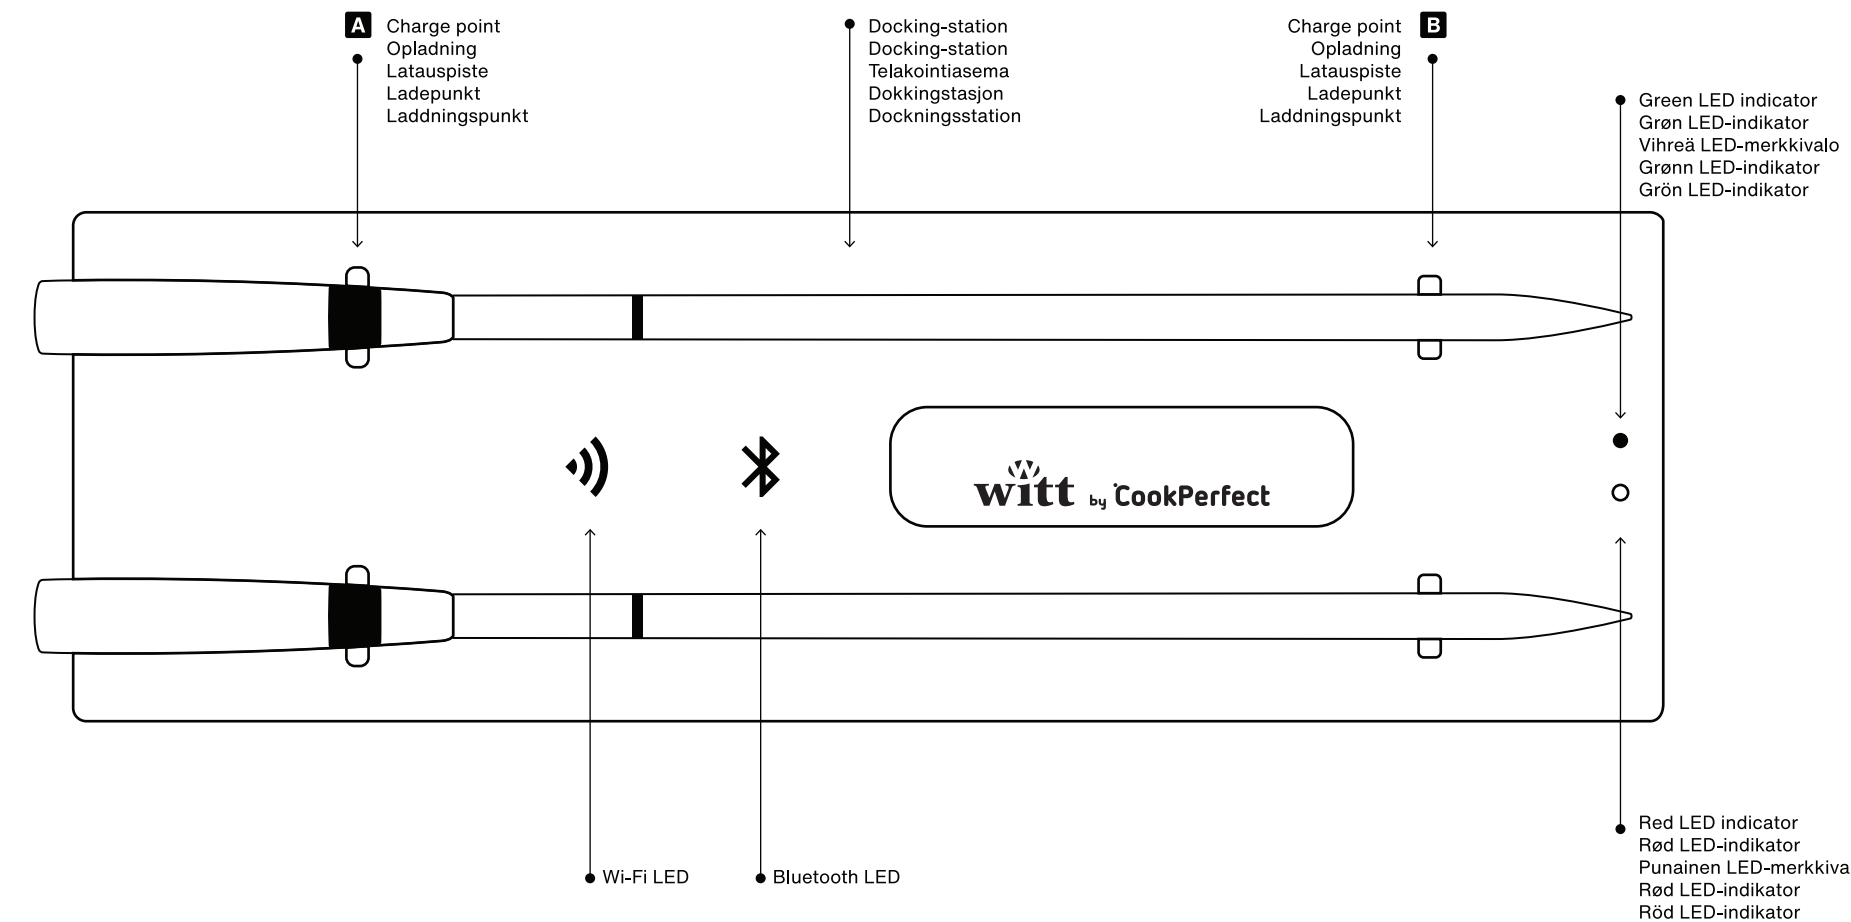 A
Charge point
Opladning
Latauspiste
Ladepunkt
Laddningspunkt
Docking-station
Docking-station
Telakointiasema
Dokkingstasjon
Dockningsstation
Charge point
Opladning
Latauspiste
Ladepunkt
Laddningspunkt
B
Green LED indicator
Grøn LED-indikator
Vihreä LED-merkkivalo
Grønn LED-indikator
Grön LED-indikator
witt by CookPerfect
Wi-Fi LED
Bluetooth LED
Red LED indicator
Rød LED-indikator
Punainen LED-merkkiva
Rød LED-indikator
Röd LED-indikator